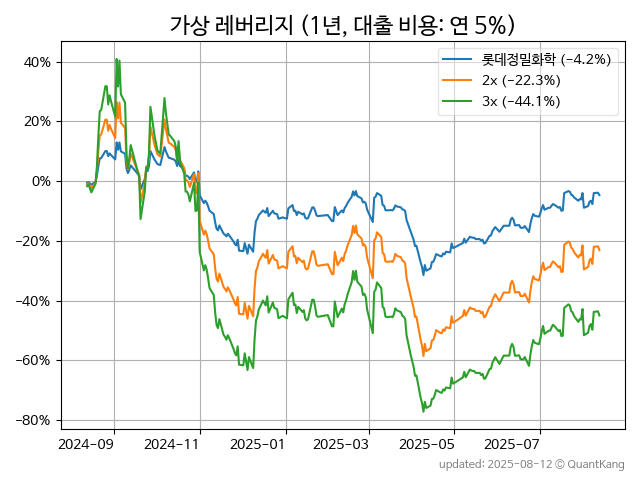 가상 레버리지 (1년, 대출 비용: 연 5%)
롯데정밀화학 (−4.2%)
2x (−22.3%)
3x (−44.1%)
40%
20%
0%
−20%
−40%
−60%
−80%
2024-09 2024-11 2025-01 2025-03 2025-05 2025-07
updated: 2025-08-12 © QuantKang